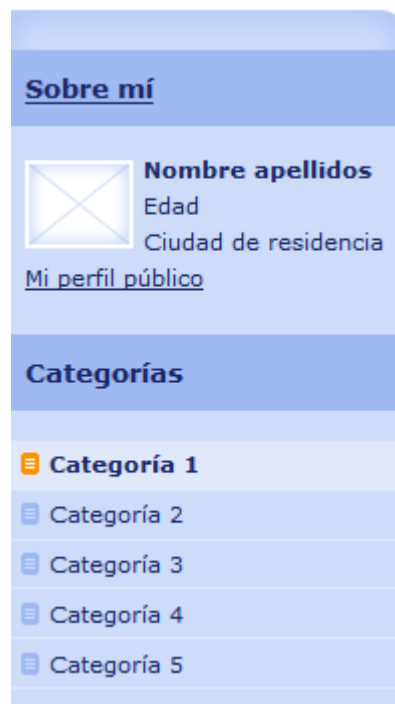 Sobre mí
Nombre apellidos
Edad
Ciudad de residencia
Mi perfil público
Categorías
Categoría 1
Categoría 2
Categoría 3
Categoría 4
Categoría 5